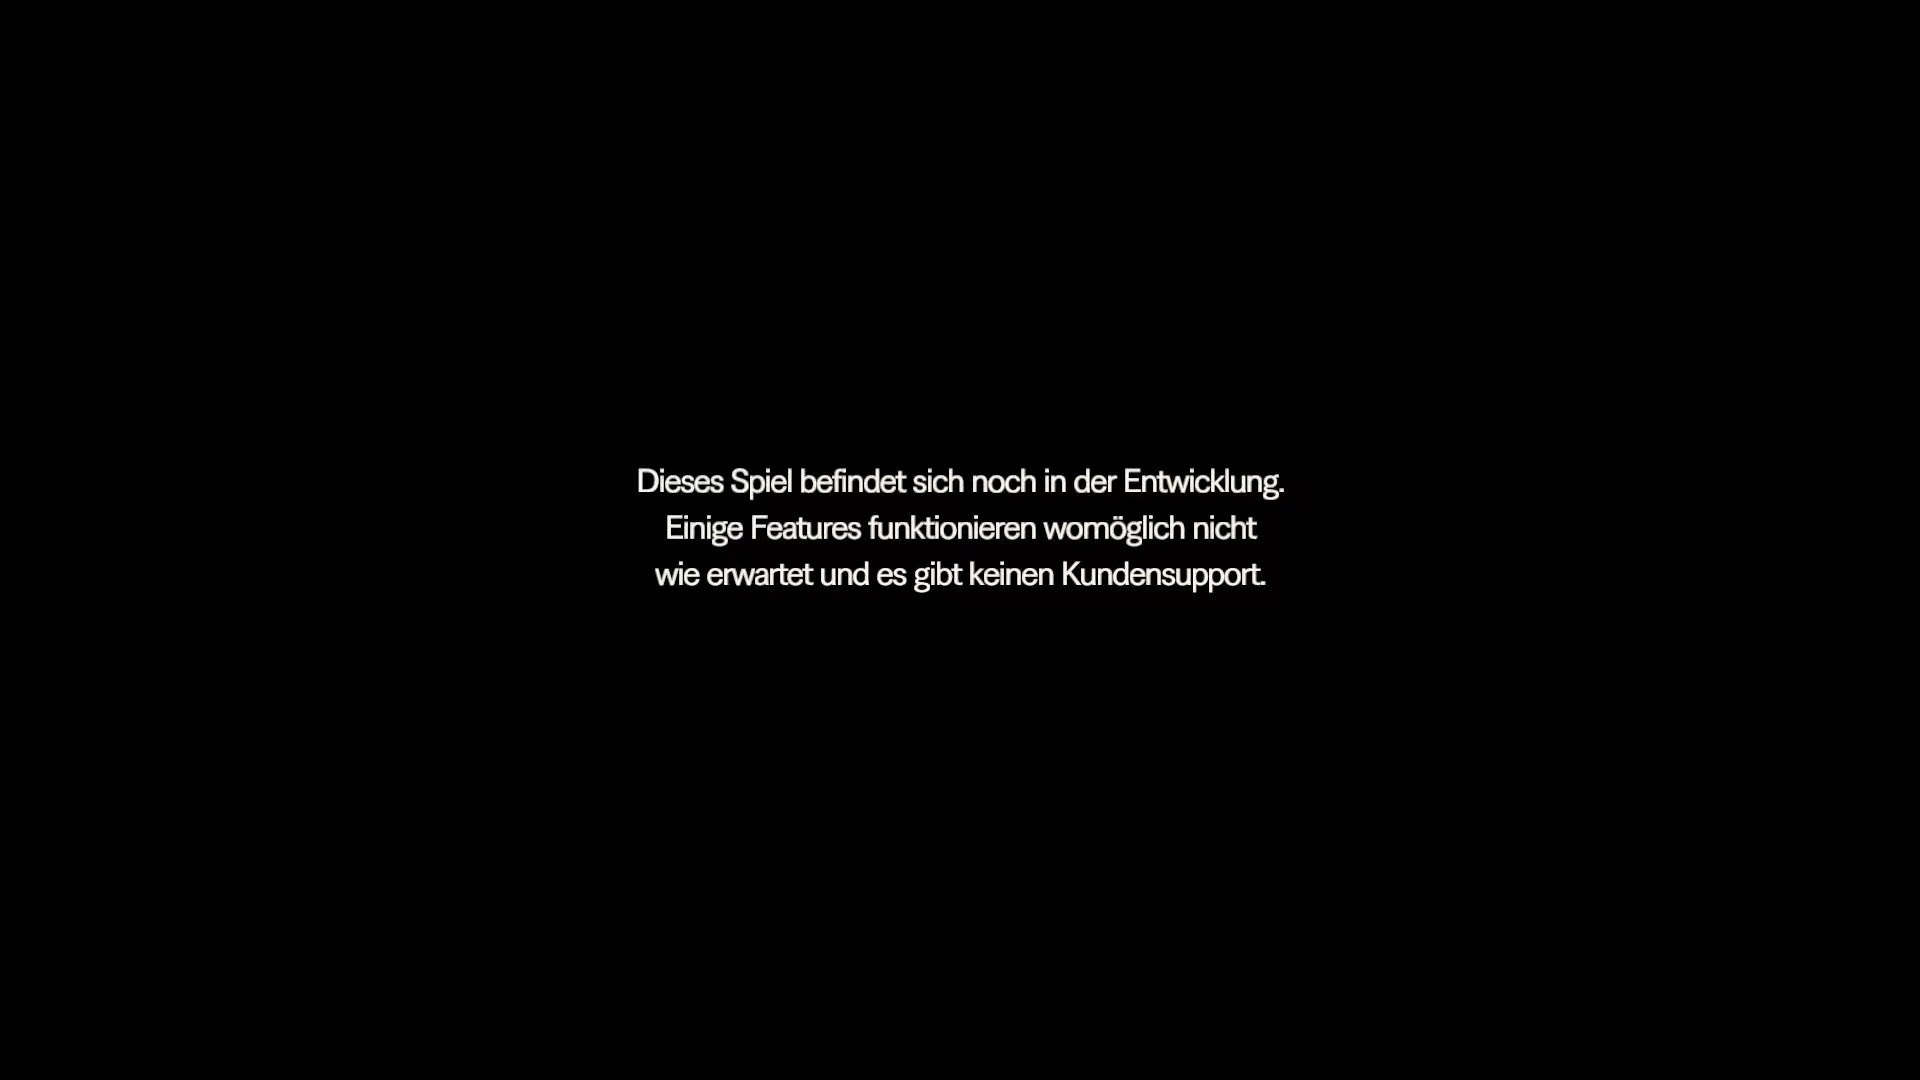 Dieses Spiel befindet sich noch in der Entwicklung.
Einige Features funktionieren womöglich nicht
wie erwartet und es gibt keinen Kundensupport.